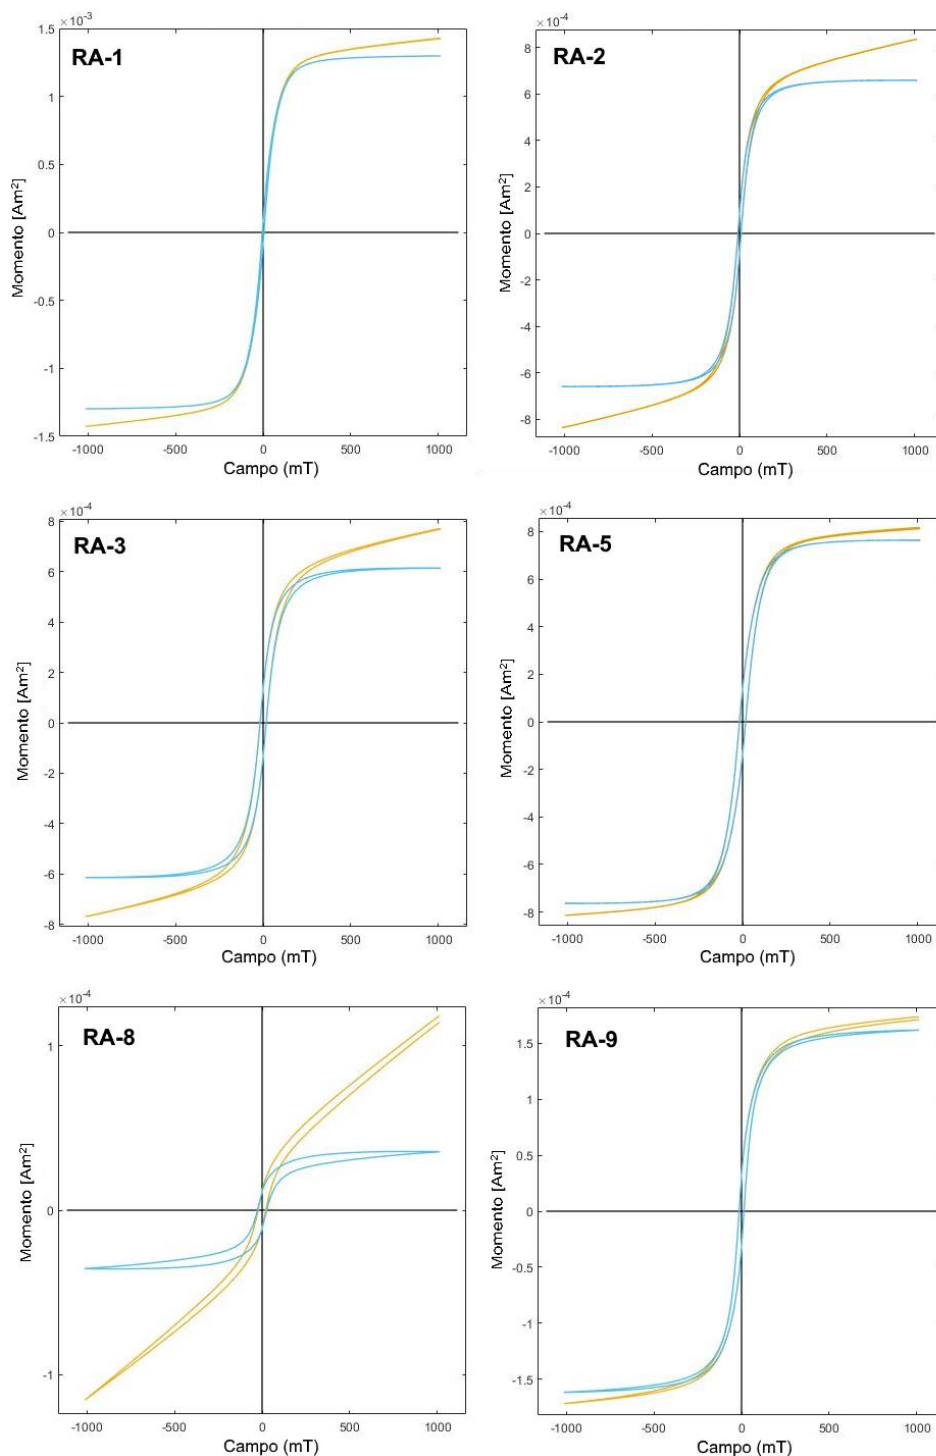 ×10⁻³
RA-1
1.5
1
0.5
0
-0.5
-1
-1.5
Momento [Am²]
-1000 -500 0 500 1000
Campo (mT)
×10⁻⁴
RA-2
8
6
4
2
0
-2
-4
-6
-8
Momento [Am²]
-1000 -500 0 500 1000
Campo (mT)
×10⁻⁴
RA-3
8
6
4
2
0
-2
-4
-6
-8
Momento [Am²]
-1000 -500 0 500 1000
Campo (mT)
×10⁻⁴
RA-5
8
6
4
2
0
-2
-4
-6
-8
Momento [Am²]
-1000 -500 0 500 1000
Campo (mT)
×10⁻⁴
RA-8
1
0
-1
Momento [Am²]
-1000 -500 0 500 1000
Campo (mT)
×10⁻⁴
RA-9
1.5
1
0.5
0
-0.5
-1
-1.5
Momento [Am²]
-1000 -500 0 500 1000
Campo (mT)